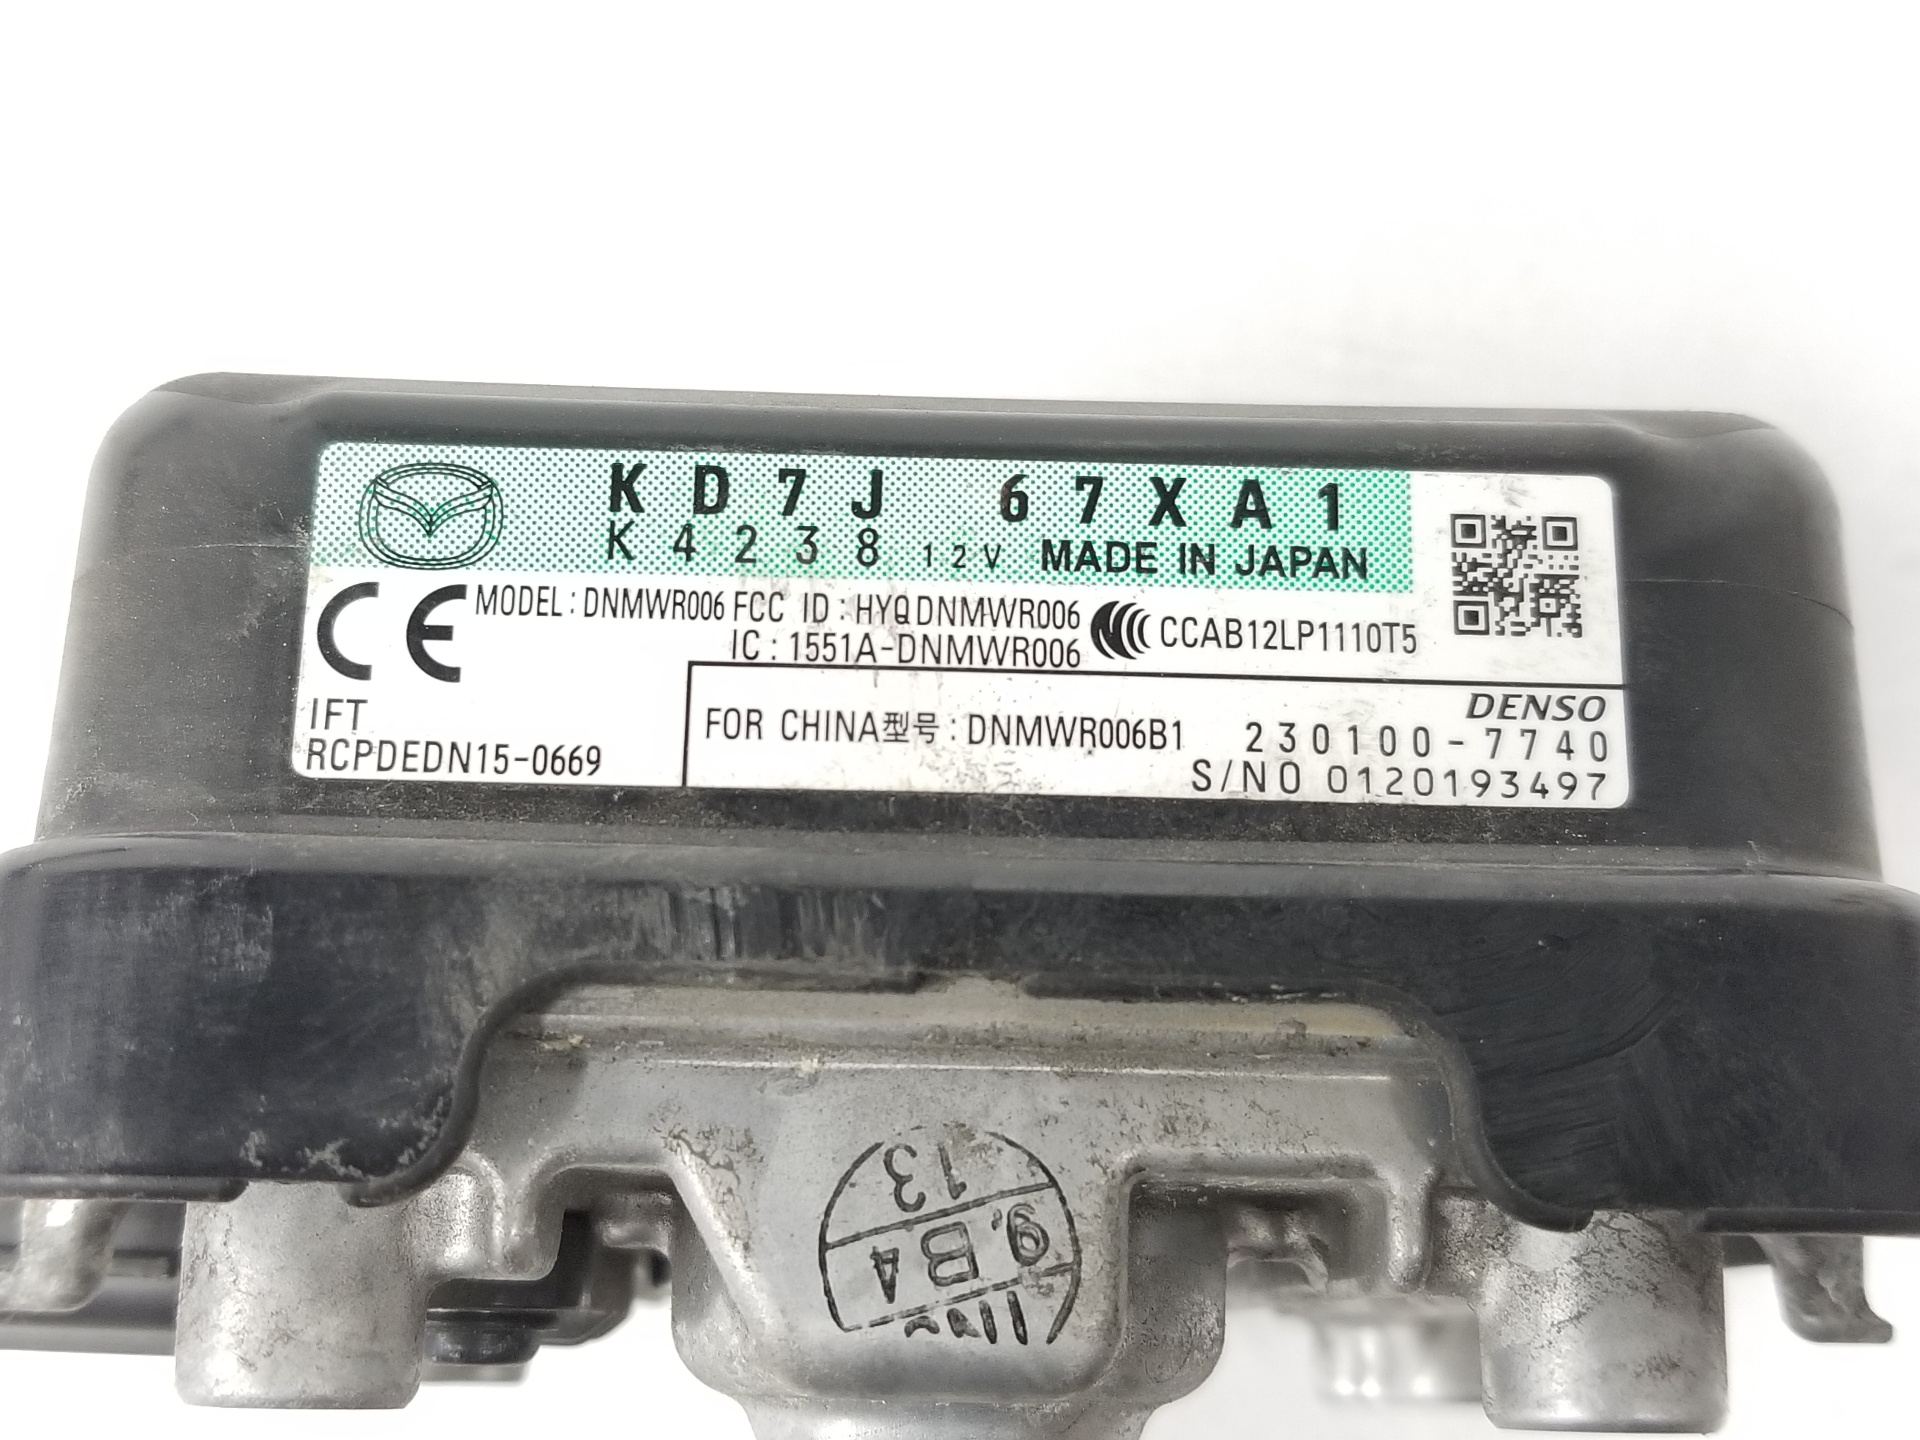 KD7J 67XA1
K4238 12V MADE IN JAPAN
CE MODEL: DNMWR006 FCC ID: HYQDNMWR006
IC: 1551A-DNMWR006
CCAB12LP1110T5
IFT
RCPDEDN15-0669
FOR CHINA型号: DNMWR006B1
DENSO
230100-7740
S/NO 0120193497
13
9.B4